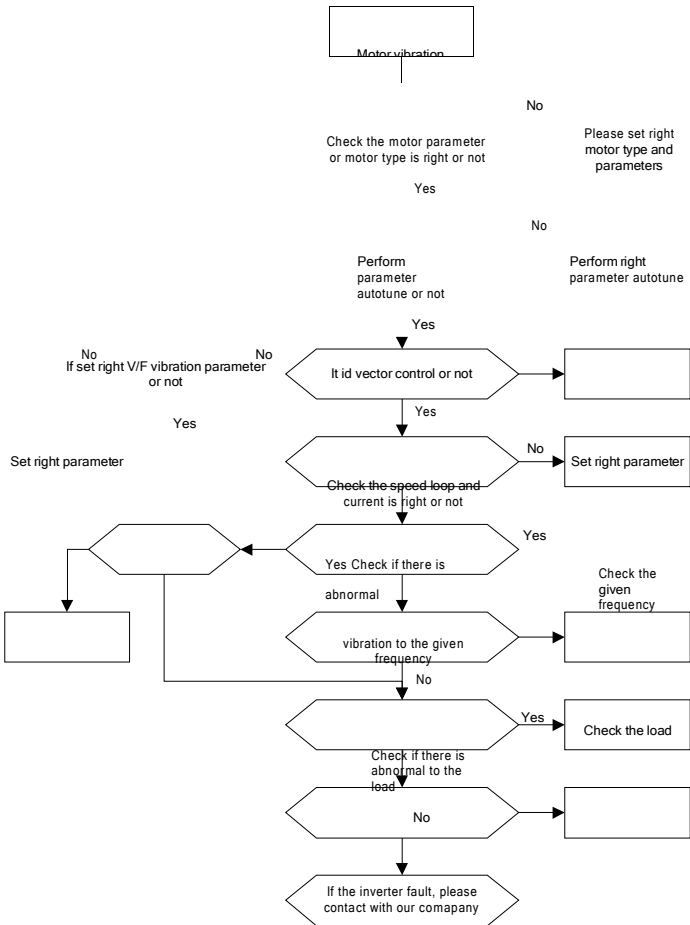 Motor vibration
No
Check the motor parameter
or motor type is right or not
Please set right
motor type and
parameters
Yes
No
Perform
parameter
autotune or not
Perform right
parameter autotune
Yes
No
No
If set right V/F vibration parameter
or not
It id vector control or not
Yes
Yes
Set right parameter
No
Set right parameter
Check the speed loop and
current is right or not
Yes
Yes Check if there is
abnormal
Check the
given
frequency
vibration to the given
frequency
No
Yes
Check the load
Check if there is
abnormal to the
load
No
If the inverter fault, please
contact with our comapany